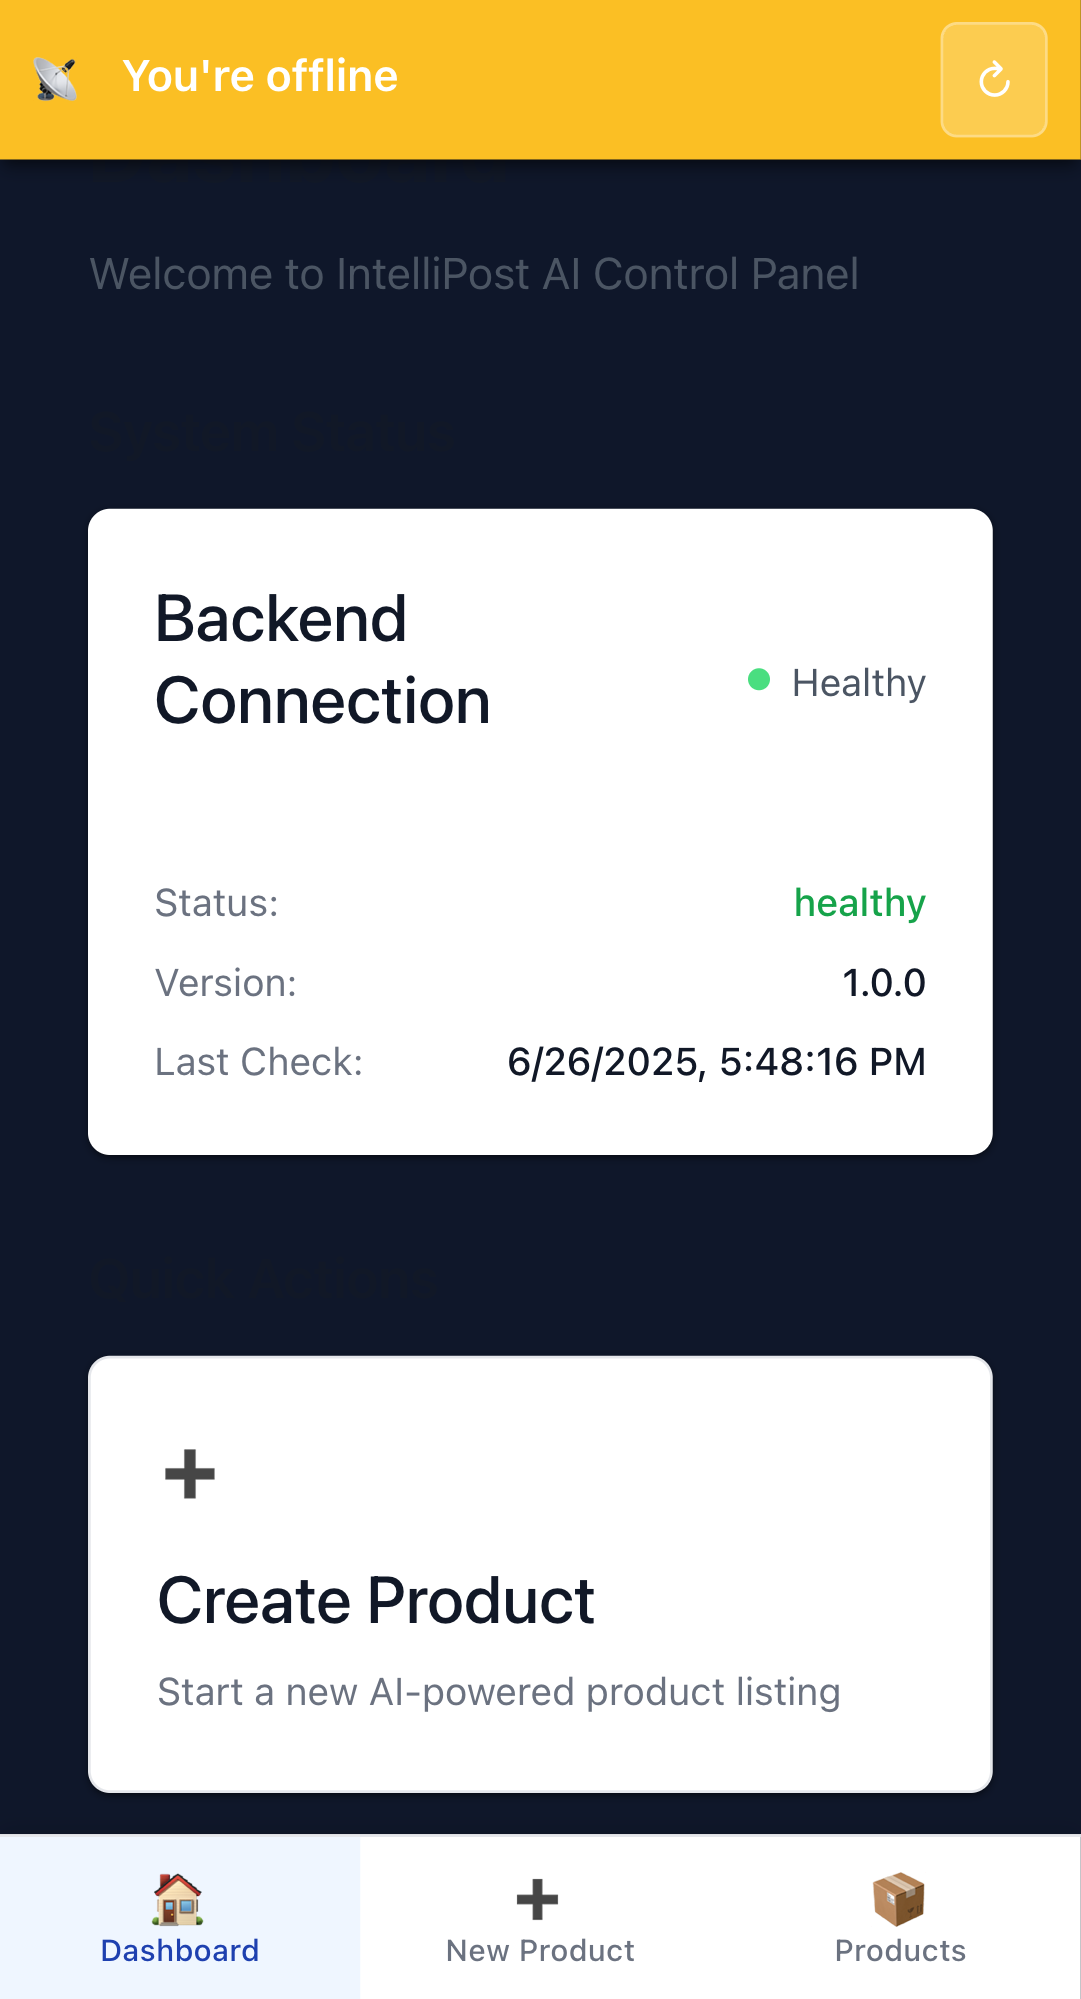 You're offline
Welcome to IntelliPost AI Control Panel
System Status
Backend
Connection
Healthy
Status: healthy
Version: 1.0.0
Last Check: 6/26/2025, 5:48:16 PM
Quick Actions
Create Product
Start a new AI-powered product listing
Dashboard
New Product
Products